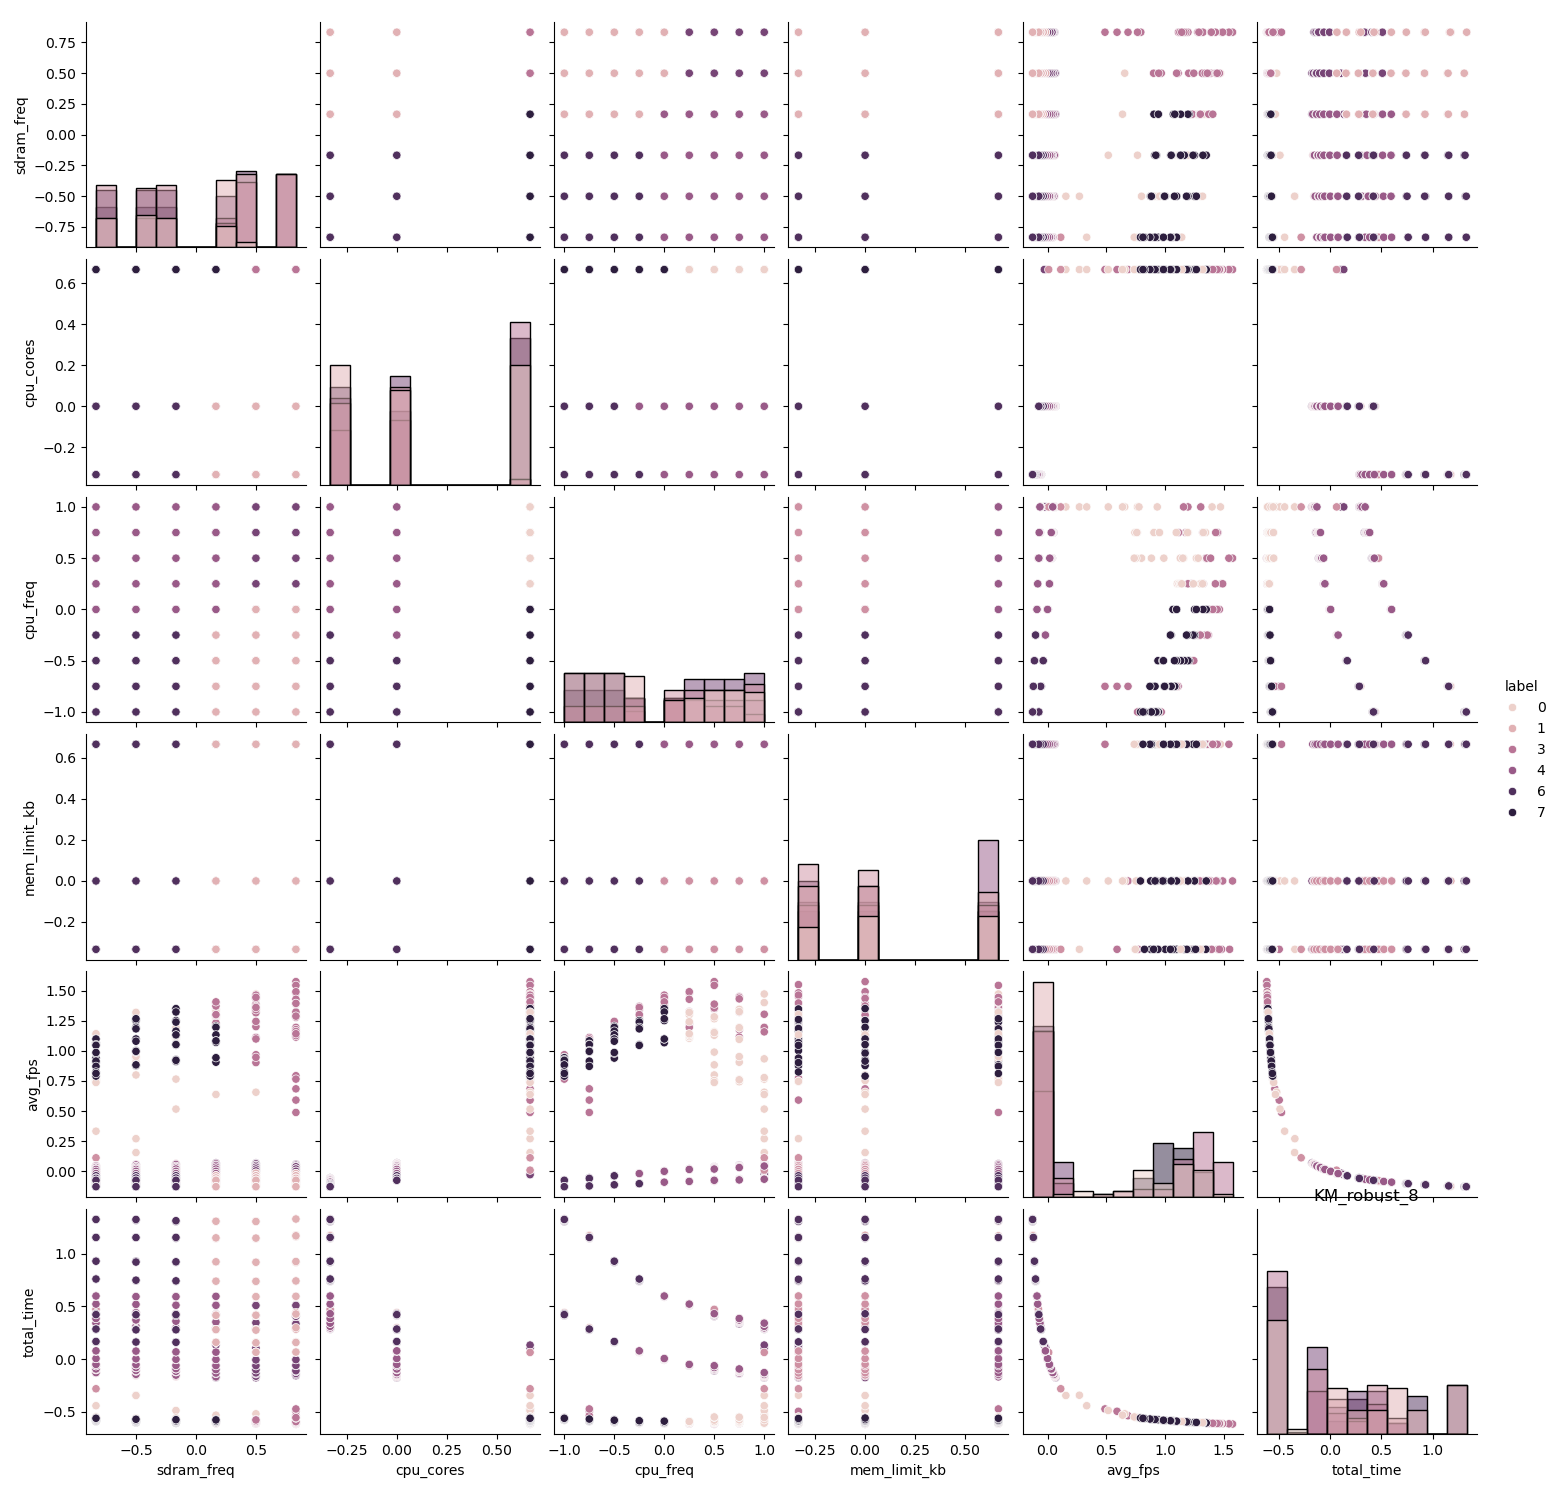 0.75
0.50
0.25
0.00
−0.25
−0.50
−0.75
sdram_freq
0.6
0.4
0.2
0.0
−0.2
cpu_cores
1.0
0.5
0.0
−0.5
−1.0
cpu_freq
0.6
0.4
0.2
0.0
−0.2
mem_limit_kb
1.50
1.25
1.00
0.75
0.50
0.25
0.00
avg_fps
KM_robust_8
1.0
0.5
0.0
−0.5
total_time
−0.5 0.0 0.5
sdram_freq
−0.25 0.00 0.25 0.50
cpu_cores
−1.0 −0.5 0.0 0.5 1.0
cpu_freq
−0.25 0.00 0.25 0.50
mem_limit_kb
0.0 0.5 1.0 1.5
avg_fps
−0.5 0.0 0.5 1.0
total_time
label
0
1
3
4
6
7